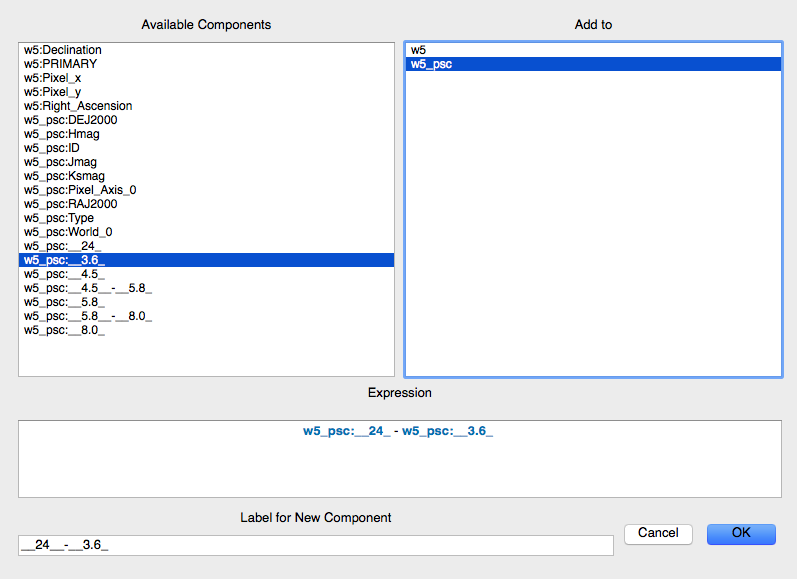 Available Components
Add to
w5:Declination
w5:PRIMARY
w5:Pixel_x
w5:Pixel_y
w5:Right_Ascension
w5_psc:DEJ2000
w5_psc:Hmag
w5_psc:ID
w5_psc:Jmag
w5_psc:Ksmag
w5_psc:Pixel_Axis_0
w5_psc:RAJ2000
w5_psc:Type
w5_psc:World_0
w5_psc:__24_
w5_psc:__3.6_
w5_psc:__4.5_
w5_psc:__4.5__-__5.8_
w5_psc:__5.8_
w5_psc:__5.8__-__8.0_
w5_psc:__8.0_
w5
w5_psc
Expression
w5_psc:__24_ - w5_psc:__3.6_
Label for New Component
__24__-__3.6_
Cancel
OK